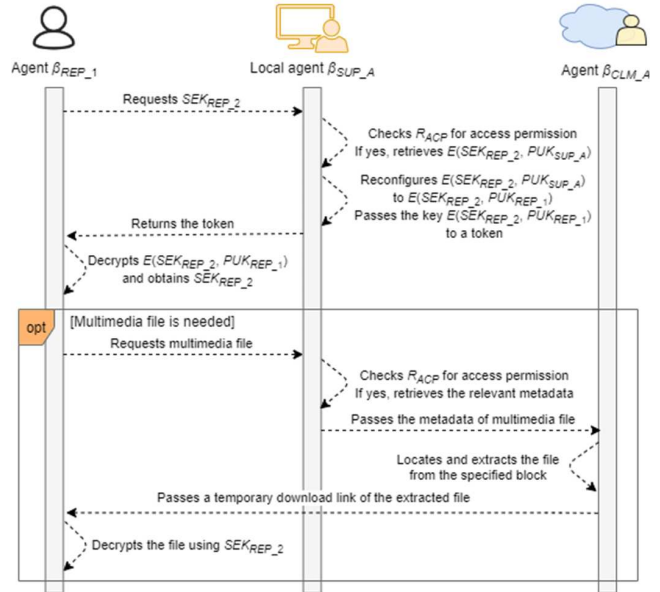 Agent βREP_1
Local agent βSUP_A
Agent βCLM_A
Requests SEKREP_2
Checks RACP for access permission
If yes, retrieves E(SEKREP_2, PUKSUP_A)
Reconfigures E(SEKREP_2, PUKSUP_A)
to E(SEKREP_2, PUKREP_1)
Passes the key E(SEKREP_2, PUKREP_1)
to a token
Returns the token
Decrypts E(SEKREP_2, PUKREP_1)
and obtains SEKREP_2
opt
[Multimedia file is needed]
Requests multimedia file
Checks RACP for access permission
If yes, retrieves the relevant metadata
Passes the metadata of multimedia file
Locates and extracts the file
from the specified block
Passes a temporary download link of the extracted file
Decrypts the file using SEKREP_2